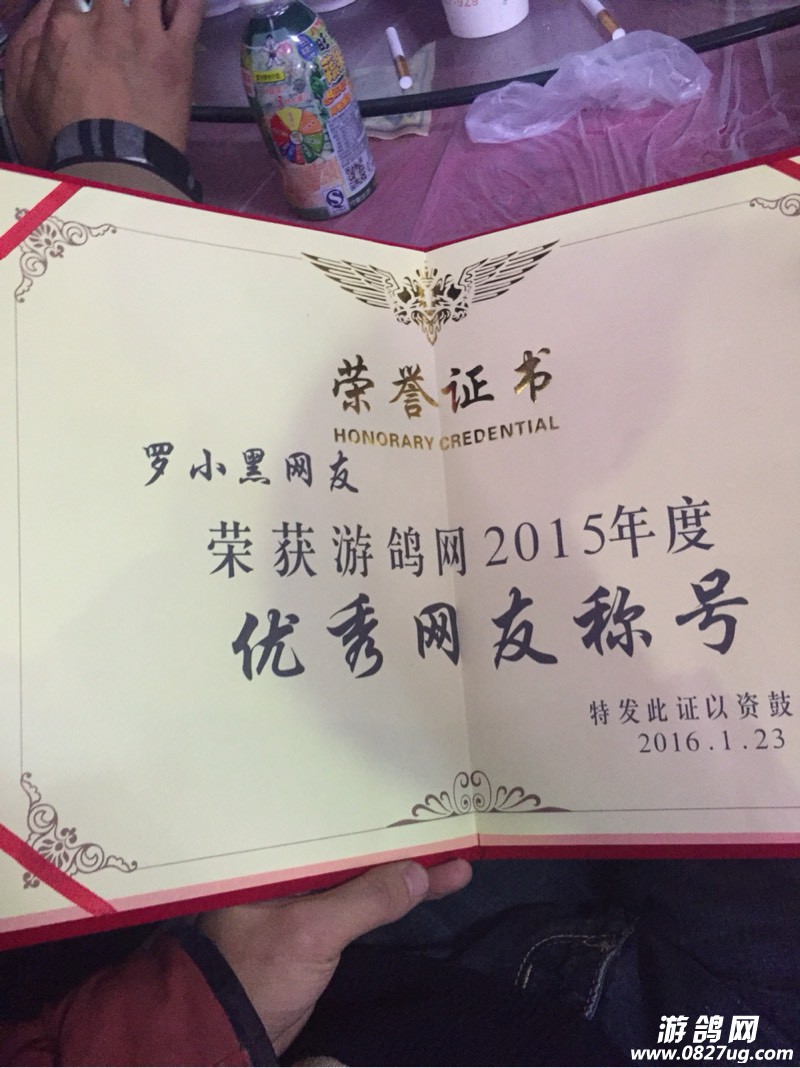 荣誉证书
HONORARY CREDENTIAL
罗小黑网友
荣获游鸽网2015年度
优秀网友称号
特发此证以资鼓
2016.1.23
游鸽网
www.0827ug.com